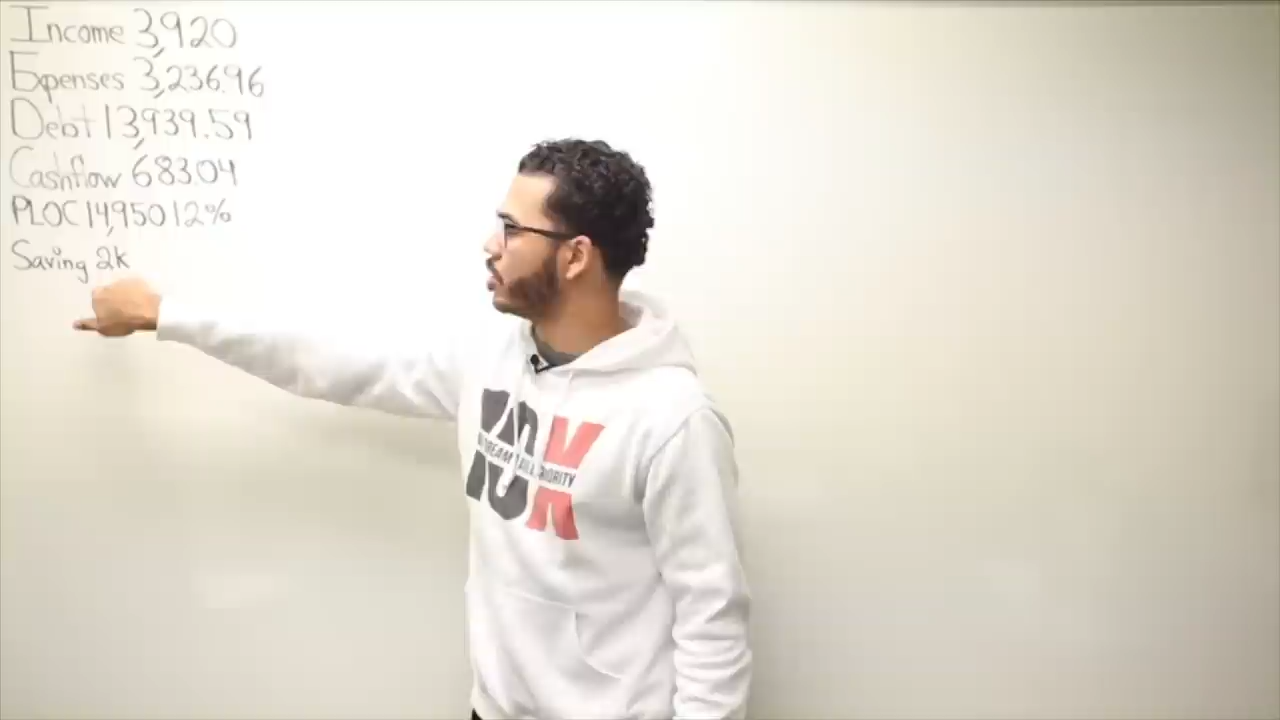 Income 3,920
Expenses 3,236.96
Debt 13,939.59
Cashflow 683.04
PLOC 14,950 12%
Saving 2k